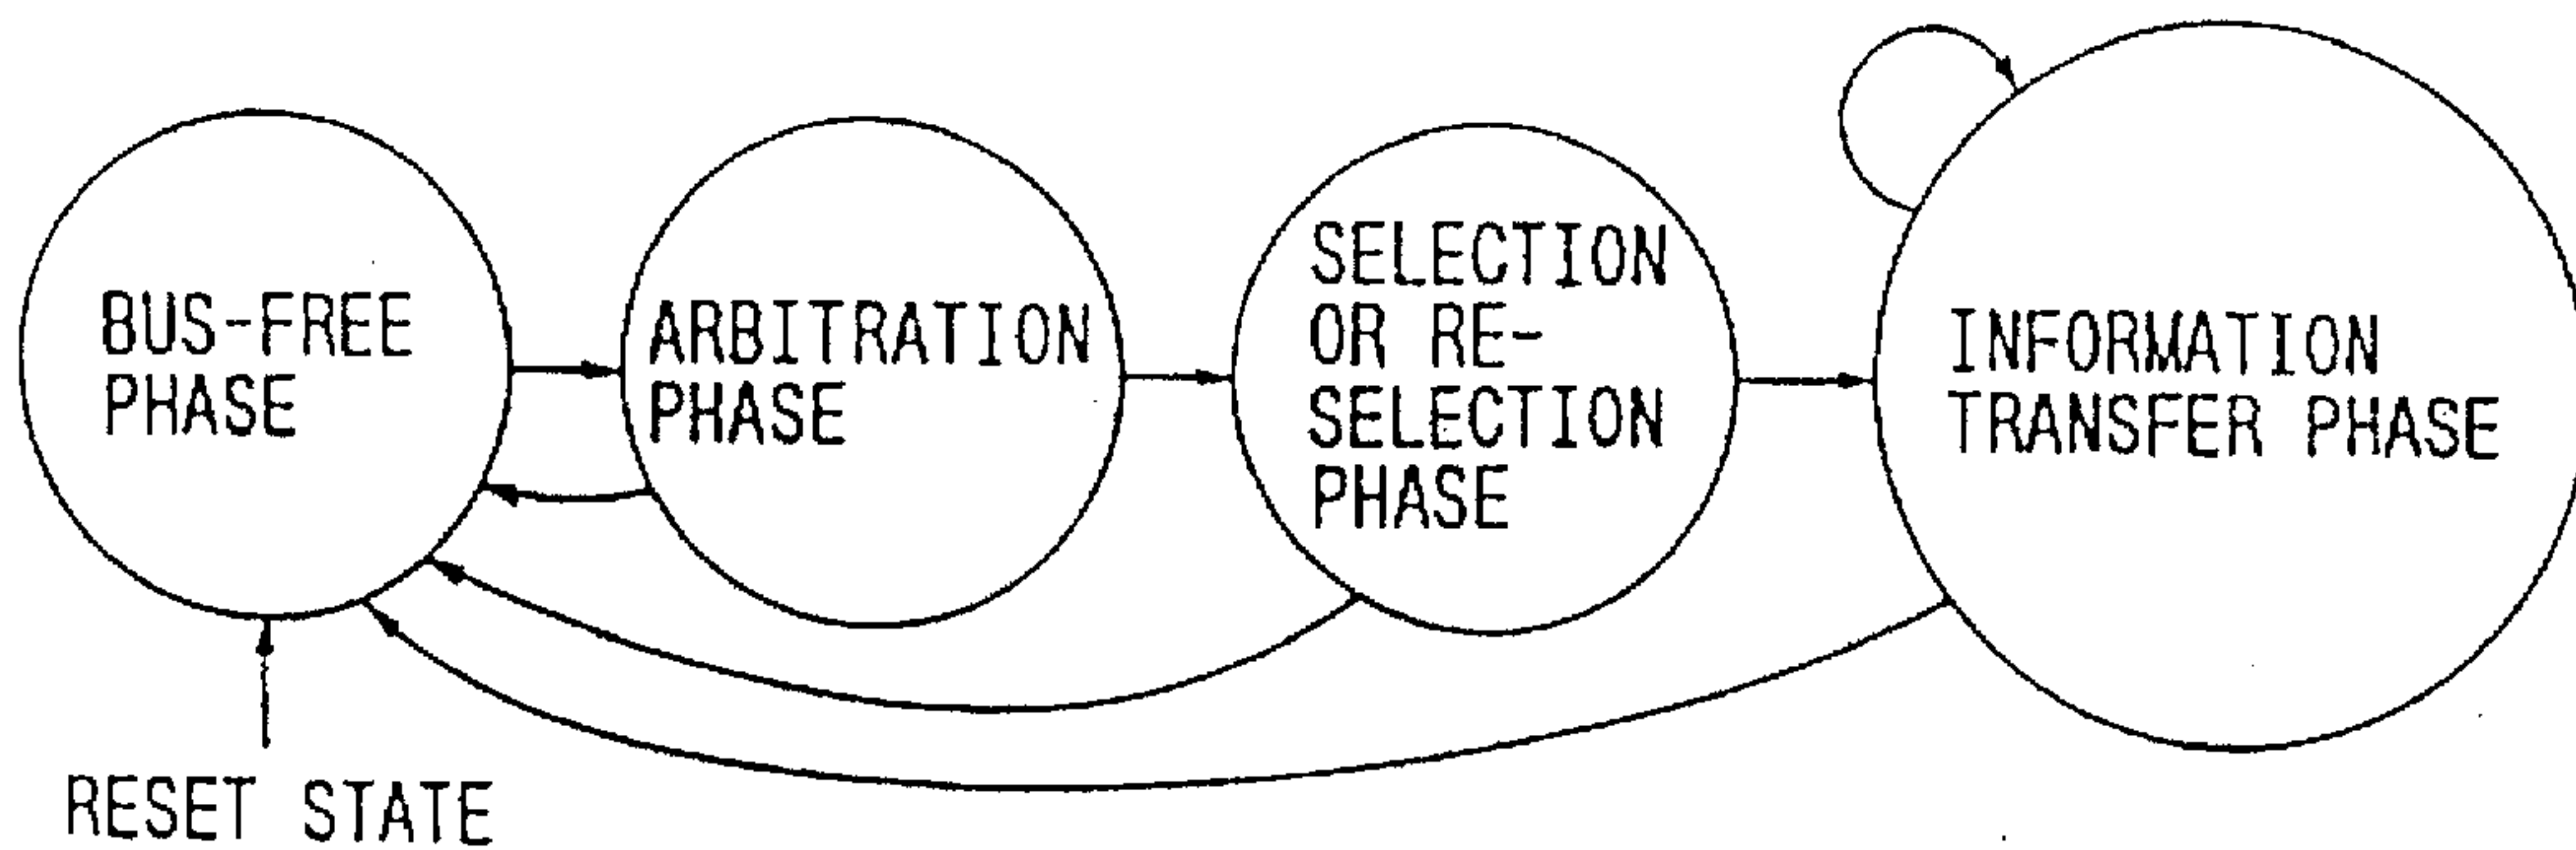 BUS-FREE
PHASE
ARBITRATION
PHASE
SELECTION
OR RE-
SELECTION
PHASE
INFORMATION
TRANSFER PHASE
RESET STATE